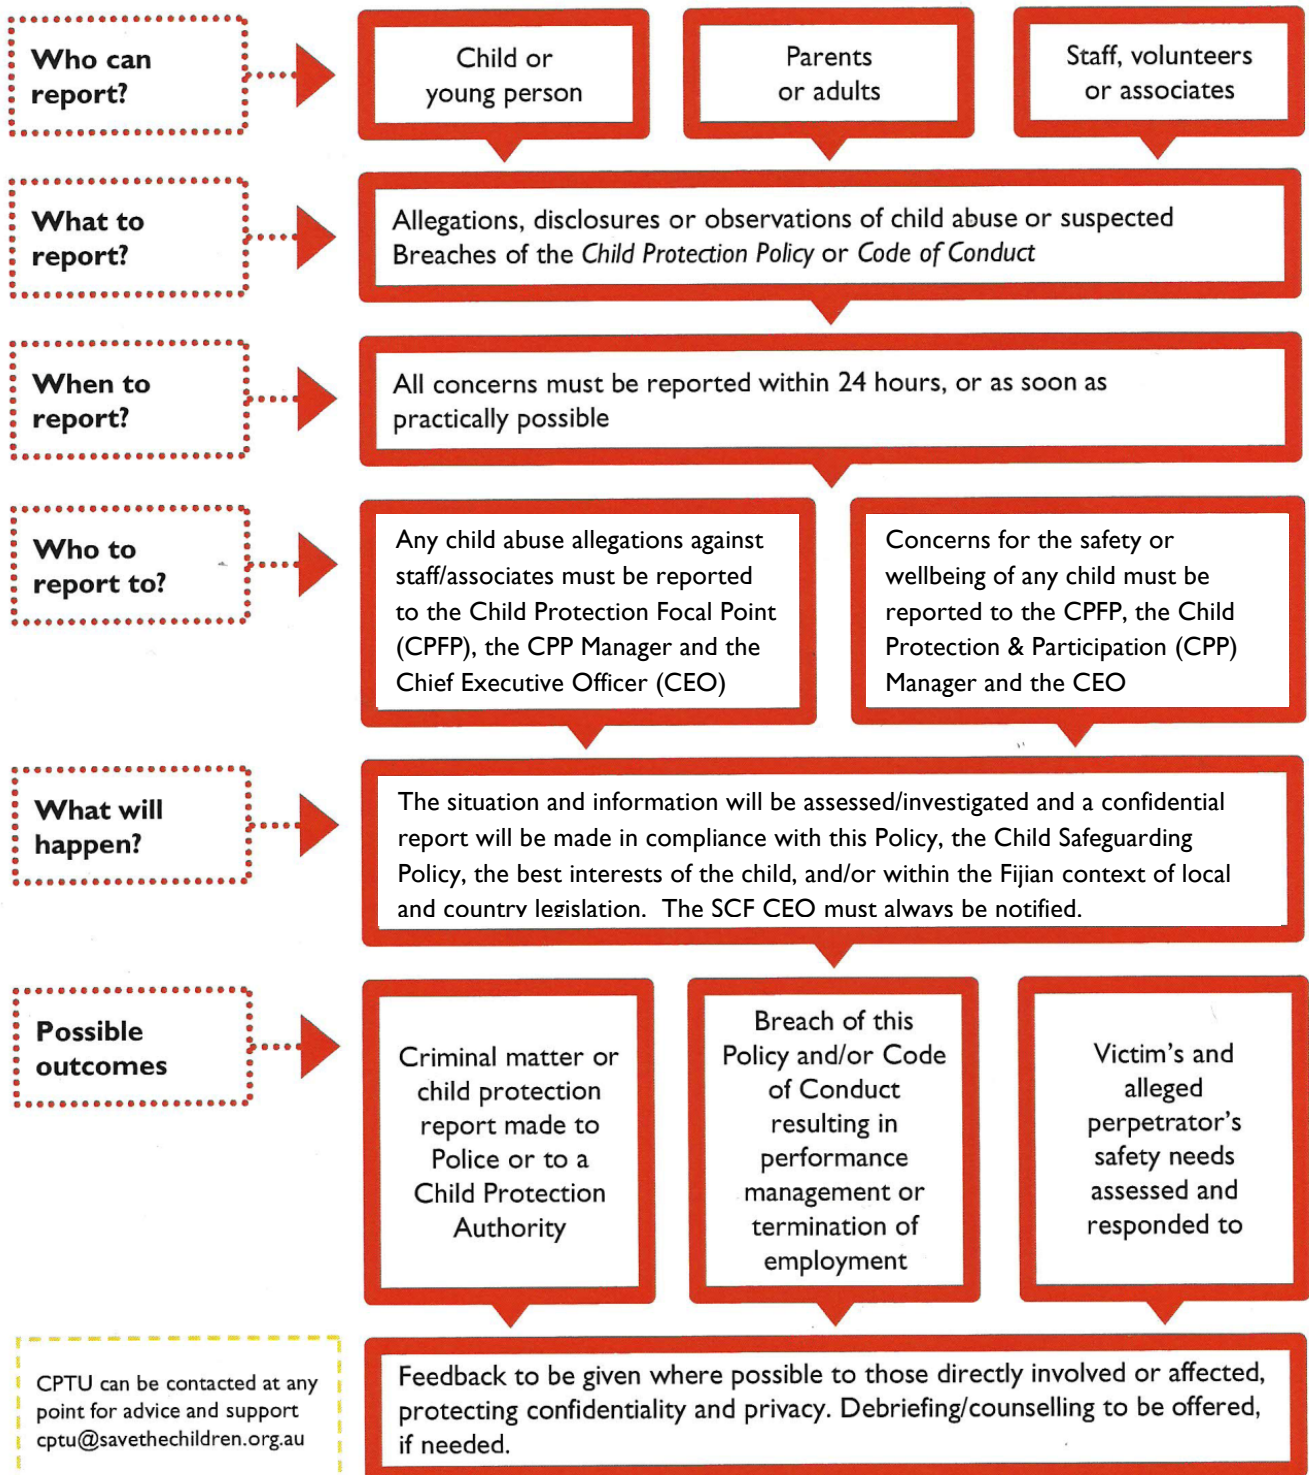 Who can
report?
Child or
young person
Parents
or adults
Staff, volunteers
or associates
What to
report?
Allegations, disclosures or observations of child abuse or suspected
Breaches of the Child Protection Policy or Code of Conduct
When to
report?
All concerns must be reported within 24 hours, or as soon as
practically possible
Who to
report to?
Any child abuse allegations against
staff/associates must be reported
to the Child Protection Focal Point
(CPFP), the CPP Manager and the
Chief Executive Officer (CEO)
Concerns for the safety or
wellbeing of any child must be
reported to the CPFP, the Child
Protection & Participation (CPP)
Manager and the CEO
What will
happen?
The situation and information will be assessed/investigated and a confidential
report will be made in compliance with this Policy, the Child Safeguarding
Policy, the best interests of the child, and/or within the Fijian context of local
and country legislation. The SCF CEO must always be notified.
Possible
outcomes
Criminal matter or
child protection
report made to
Police or to a
Child Protection
Authority
Breach of this
Policy and/or Code
of Conduct
resulting in
performance
management or
termination of
employment
Victim's and
alleged
perpetrator's
safety needs
assessed and
responded to
CPTU can be contacted at any
point for advice and support
cptu@savethechildren.org.au
Feedback to be given where possible to those directly involved or affected,
protecting confidentiality and privacy. Debriefing/counselling to be offered,
if needed.